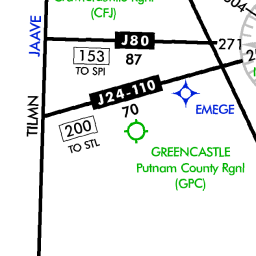 (CFJ)
JAAVE
J80
271
153
TO SPI
87
J24-110
70
EMEGE
TILMN
200
TO STL
GREENCASTLE
Putnam County Rgnl
(GPC)